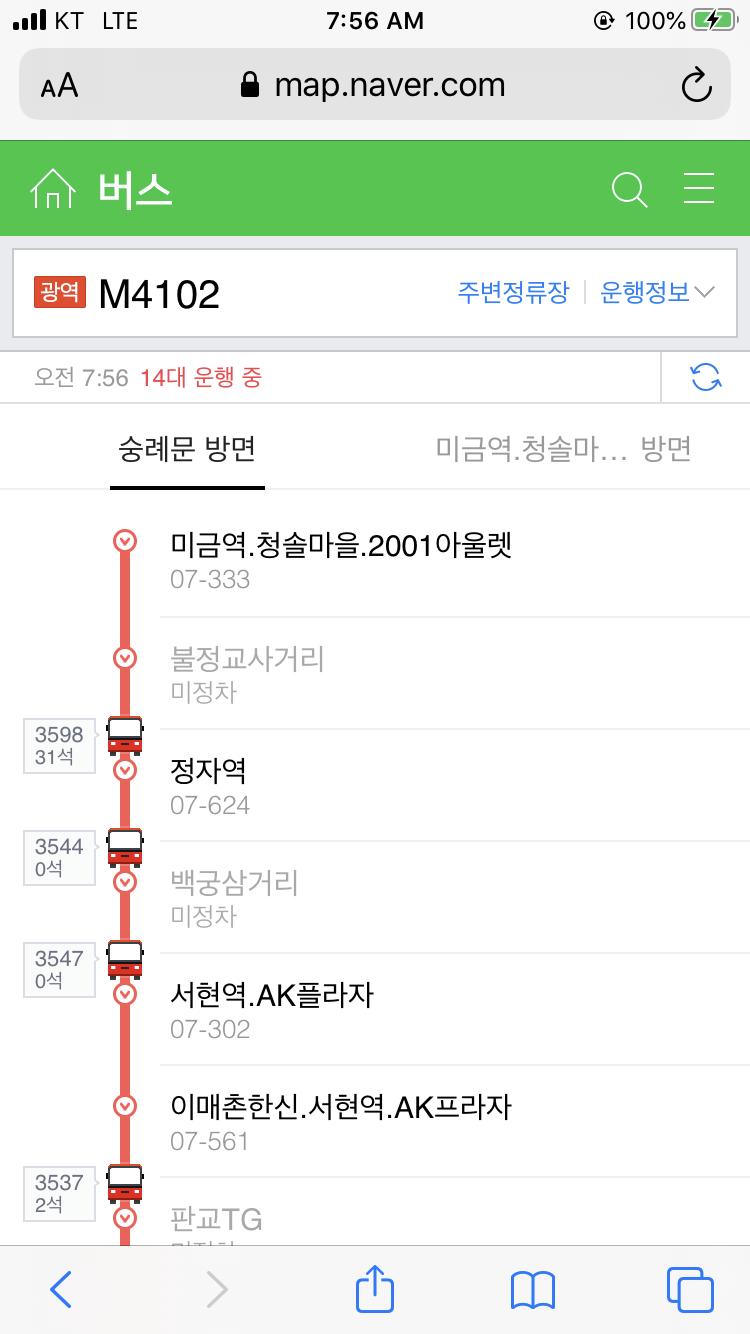 KT LTE 7:56 AM 100%
AA map.naver.com
버스
광역 M4102 주변정류장 운행정보
오전 7:56 14대 운행 중
숭례문 방면 미금역.청솔마... 방면
미금역.청솔마을.2001아울렛
07-333
불정교사거리
미정차
3598
31석
정자역
07-624
3544
0석
백궁삼거리
미정차
3547
0석
서현역.AK플라자
07-302
이매촌한신.서현역.AK프라자
07-561
3537
2석
판교TG